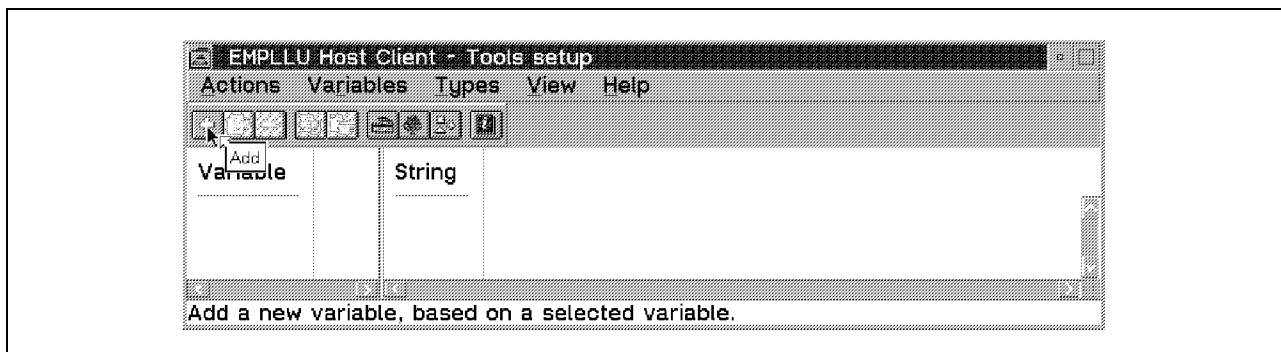 EMPLLU Host Client - Tools setup
Actions Variables Types View Help
Add
Variable String
Add a new variable, based on a selected variable.